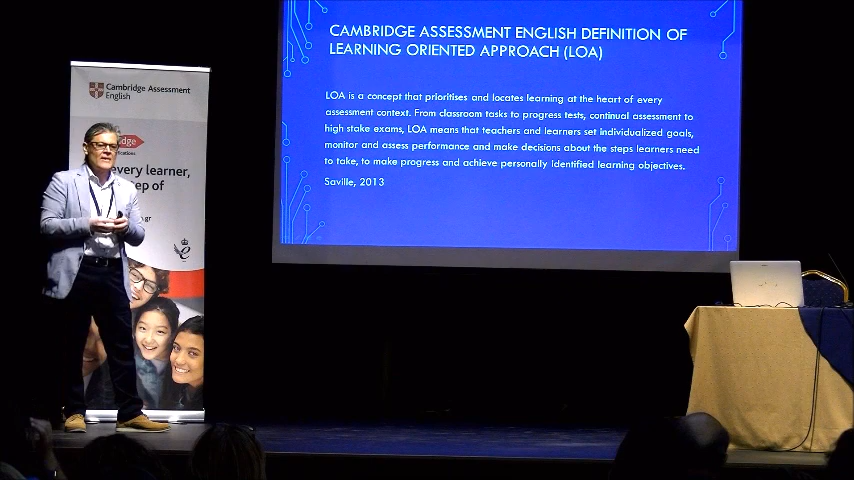 CAMBRIDGE ASSESSMENT ENGLISH DEFINITION OF
LEARNING ORIENTED APPROACH (LOA)
LOA is a concept that prioritises and locates learning at the heart of every
assessment context. From classroom tasks to progress tests, continual assessment to
high stake exams, LOA means that teachers and learners set individualized goals,
monitor and assess performance and make decisions about the steps learners need
to take, to make progress and achieve personally identified learning objectives.
Saville, 2013
Cambridge Assessment
English
every learner,
of